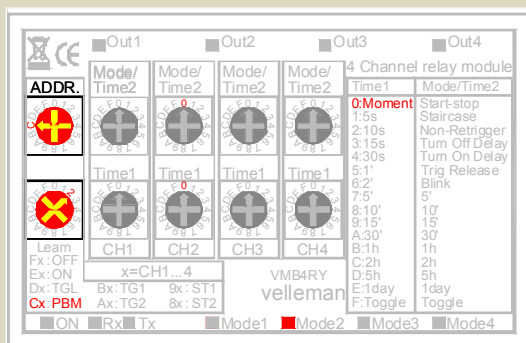 Out1 Out2 Out3 Out4
4 Channel relay module
ADDR.
Mode/ Mode/ Mode/ Mode/
Time2 Time2 Time2 Time2
0
Time1 Time1 Time1 Time1
2 0
CH1 CH2 CH3 CH4
Time1 Mode/Time2
0:Moment Start-stop
1:5s Staircase
2:10s Non-Retrigger
3:15s Turn Off Delay
4:30s Turn On Delay
5:1' Trig Release
6:2' Blink
7:5' 5'
8:10' 10'
9:15' 15'
A:30' 30'
B:1h 1h
C:2h 2h
D:5h 5h
E:1day 1day
F:Toggle Toggle
Learn
Fx:OFF
Ex:ON
Dx:TGL
Cx:PBM
x=CH1...4
Bx:TG1 9x:ST1
Ax:TG2 8x:ST2
VMB4RY
velleman
ON Rx Tx Mode1 Mode2 Mode3 Mode4